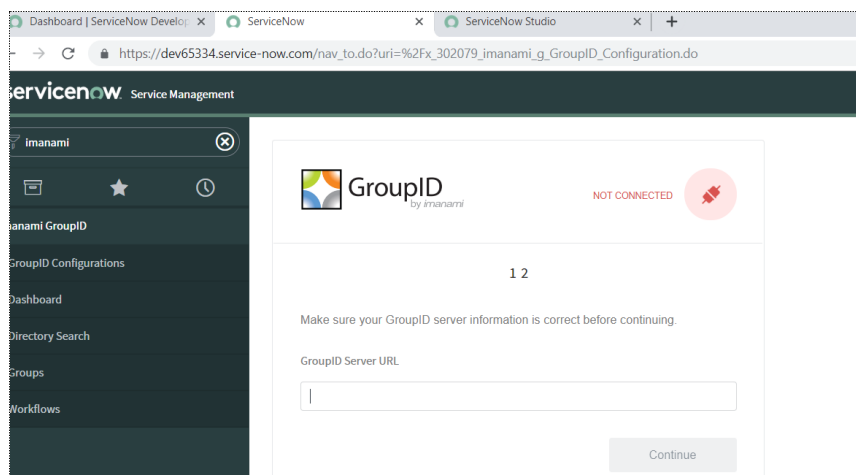 Dashboard | ServiceNow Develop
ServiceNow
ServiceNow Studio
https://dev65334.service-now.com/nav_to.do?uri=%2Fx_302079_imanami_g_GroupID_Configuration.do
servicenow Service Management
imanami
GroupID
by imanami
NOT CONNECTED
manami GroupID
GroupID Configurations
Dashboard
Directory Search
Groups
Workflows
1 2
Make sure your GroupID server information is correct before continuing.
GroupID Server URL
Continue